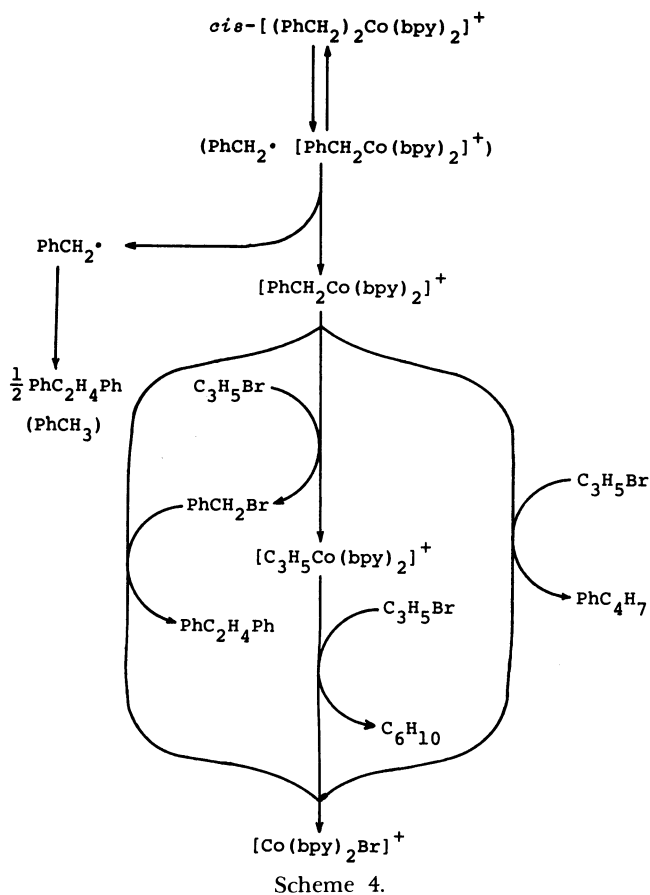 cis-[(PhCH₂)₂Co(bpy)₂]⁺
(PhCH₂• [PhCH₂Co(bpy)₂]⁺)
PhCH₂•
[PhCH₂Co(bpy)₂]⁺
½ PhC₂H₄Ph
(PhCH₃)
C₃H₅Br
C₃H₅Br
PhCH₂Br
[C₃H₅Co(bpy)₂]⁺
PhC₄H₇
C₃H₅Br
PhC₂H₄Ph
C₆H₁₀
[Co(bpy)₂Br]⁺
Scheme 4.